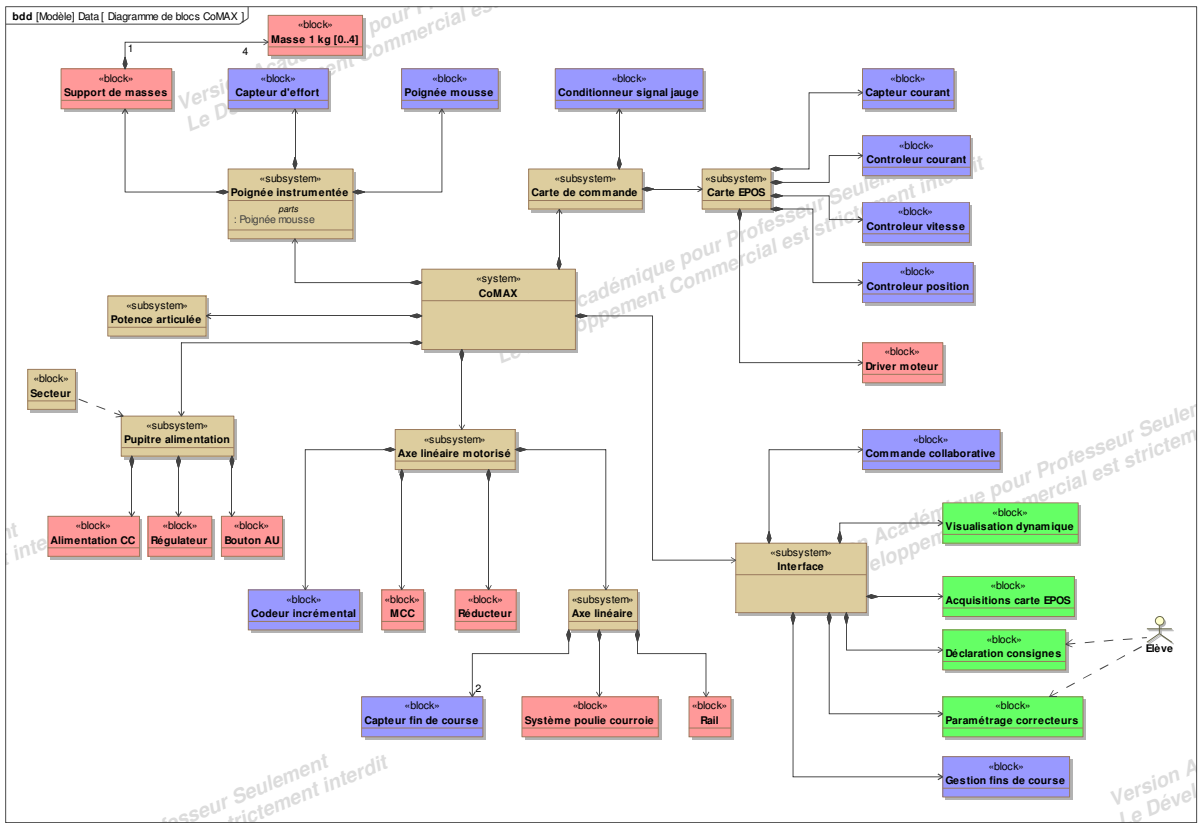 bdd [Modèle] Data [ Diagramme de blocs CoMAX ]
«block»
Masse 1 kg [0..4]
1
4
«block»
Support de masses
«block»
Capteur d'effort
«block»
Poignée mousse
«block»
Conditionneur signal jauge
«block»
Capteur courant
«block»
Controleur courant
«subsystem»
Poignée instrumentée
parts
: Poignée mousse
«subsystem»
Carte de commande
«subsystem»
Carte EPOS
«block»
Controleur vitesse
«block»
Controleur position
«system»
CoMAX
«subsystem»
Potence articulée
«block»
Driver moteur
«block»
Secteur
«subsystem»
Pupitre alimentation
«subsystem»
Axe linéaire motorisé
«block»
Commande collaborative
«block»
Alimentation CC
«block»
Régulateur
«block»
Bouton AU
«block»
Visualisation dynamique
«subsystem»
Interface
«block»
Codeur incrémental
«block»
MCC
«block»
Réducteur
«subsystem»
Axe linéaire
«block»
Acquisitions carte EPOS
«block»
Déclaration consignes
Elève
2
«block»
Capteur fin de course
«block»
Système poulie courroie
«block»
Rail
«block»
Paramétrage correcteurs
«block»
Gestion fins de course